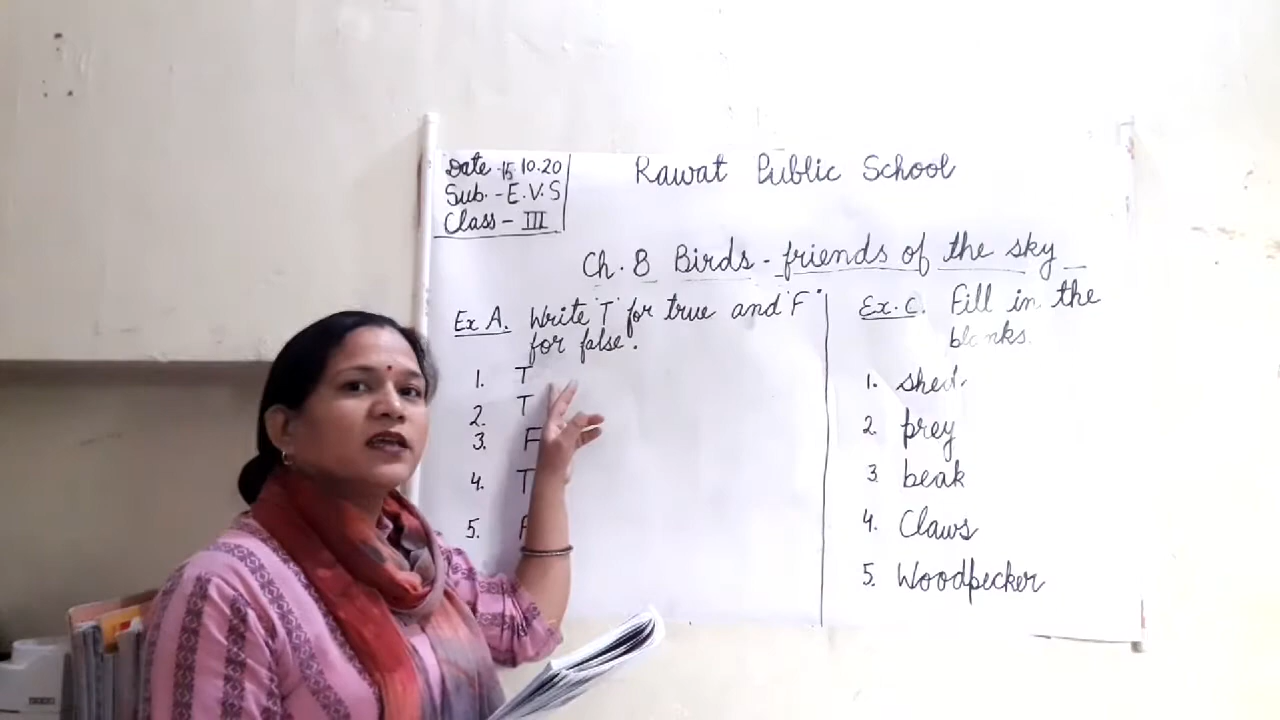 Date - 15.10.20
Sub. - E.V.S
Class - III
Rawat Public School
Ch. 8 Birds - friends of the sky
Ex A. Write 'T' for true and 'F'
for false.
1. T
2. T
3. F
4. T
5. F
Ex. C. Fill in the
blanks.
1.
2. prey
3. beak
4. Claws
5. Woodpecker